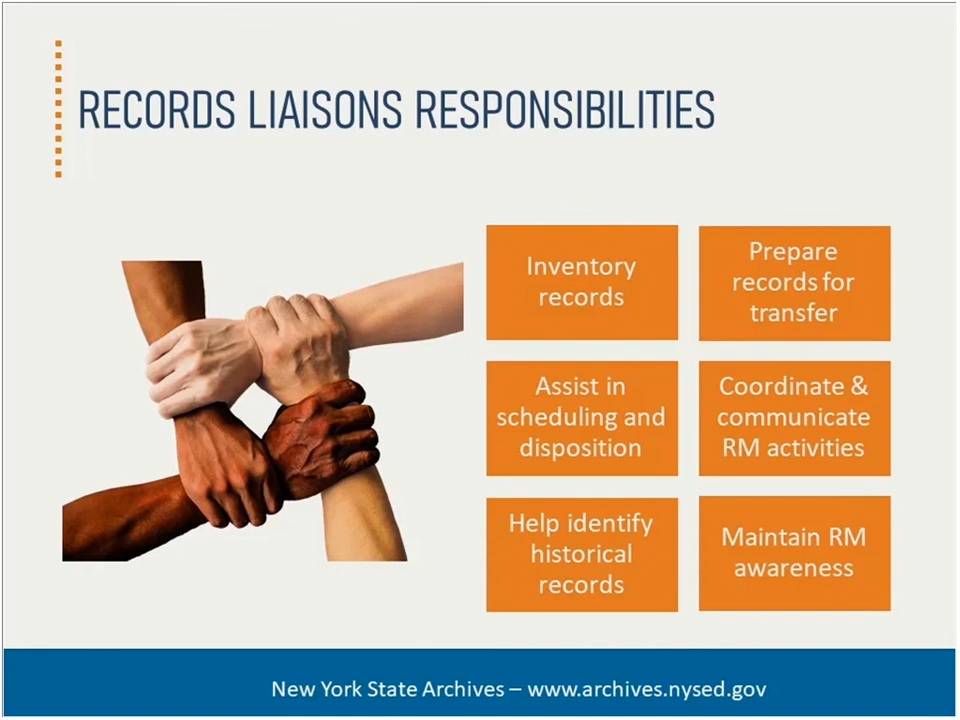 RECORDS LIAISONS RESPONSIBILITIES
Inventory
records
Prepare
records for
transfer
Assist in
scheduling and
disposition
Coordinate &
communicate
RM activities
Help identify
historical
records
Maintain RM
awareness
New York State Archives – www.archives.nysed.gov